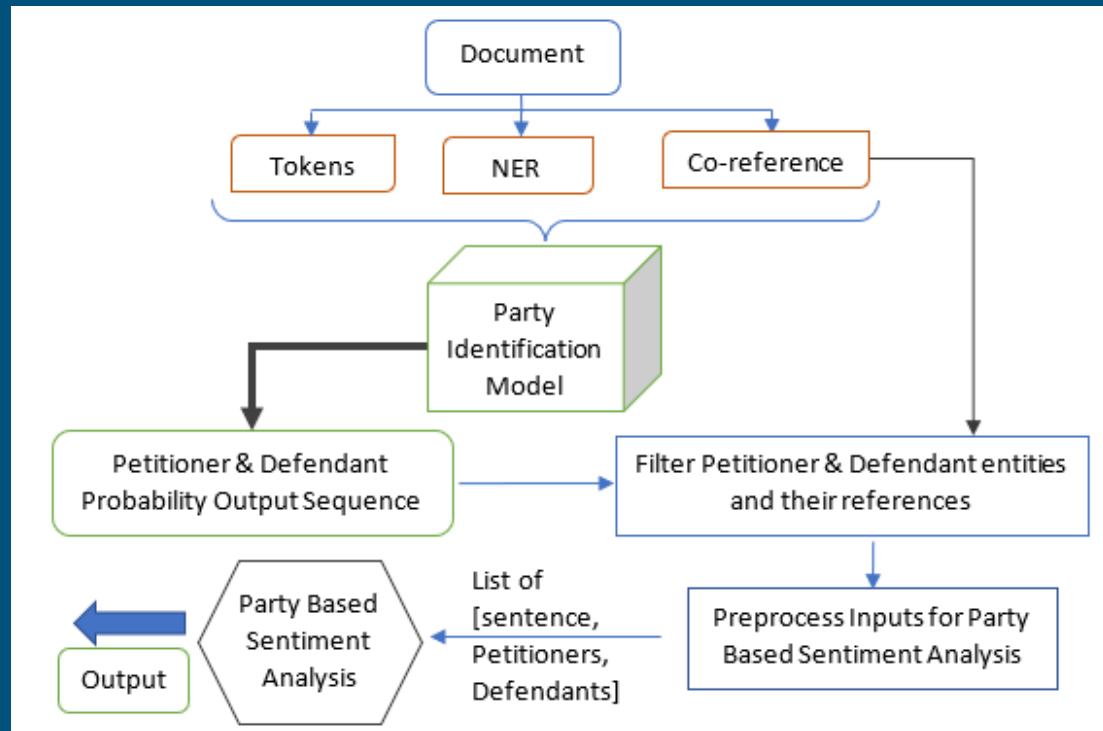 Document
Tokens
NER
Co-reference
Party
Identification
Model
Petitioner & Defendant
Probability Output Sequence
Filter Petitioner & Defendant entities
and their references
Party Based
Sentiment
Analysis
List of
[sentence,
Petitioners,
Defendants]
Preprocess Inputs for Party
Based Sentiment Analysis
Output